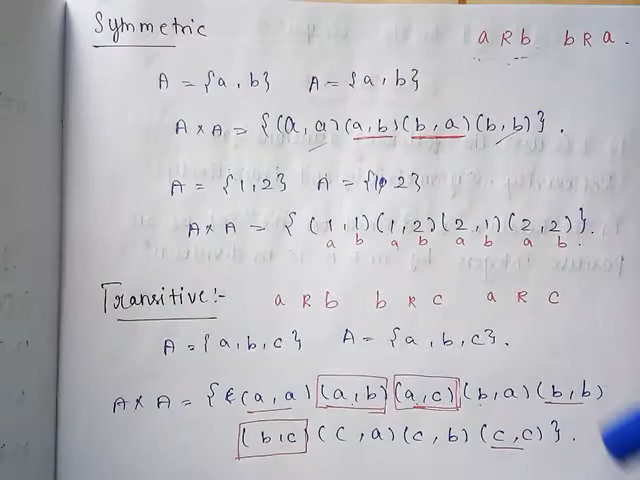 Symmetric
a R b b R a.
A = {a, b} A = {a, b}
A x A = {(a, a) (a, b) (b, a) (b, b)}.
A = {1, 2} A = {1, 2}
A x A = { (1, 1) (1, 2) (2, 1) (2, 2)}.
a b a b a b a b
Transitive :- a R b b R c a R c
A = {a, b, c} A = {a, b, c}.
A x A = {(a, a) (a, b) (a, c) (b, a) (b, b)
(b, c) (c, a) (c, b) (c, c)}.